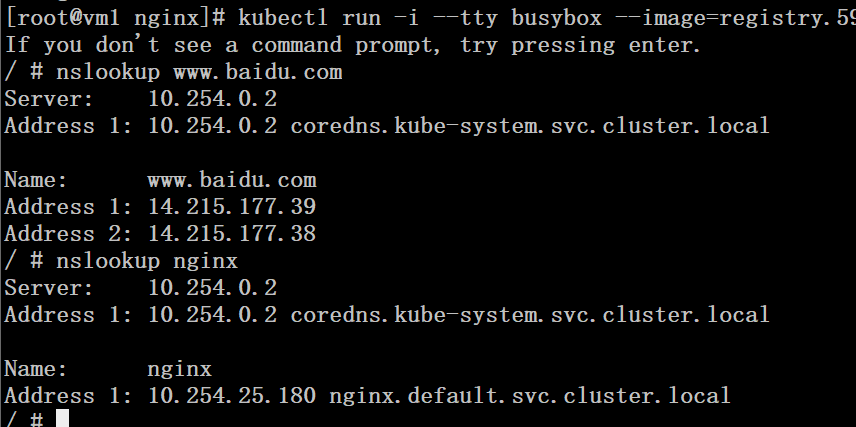 [root@vm1 nginx]# kubectl run -i --tty busybox --image=registry.59
If you don't see a command prompt, try pressing enter.
/ # nslookup www.baidu.com
Server:    10.254.0.2
Address 1: 10.254.0.2 coredns.kube-system.svc.cluster.local

Name:      www.baidu.com
Address 1: 14.215.177.39
Address 2: 14.215.177.38
/ # nslookup nginx
Server:    10.254.0.2
Address 1: 10.254.0.2 coredns.kube-system.svc.cluster.local

Name:      nginx
Address 1: 10.254.25.180 nginx.default.svc.cluster.local
/ #